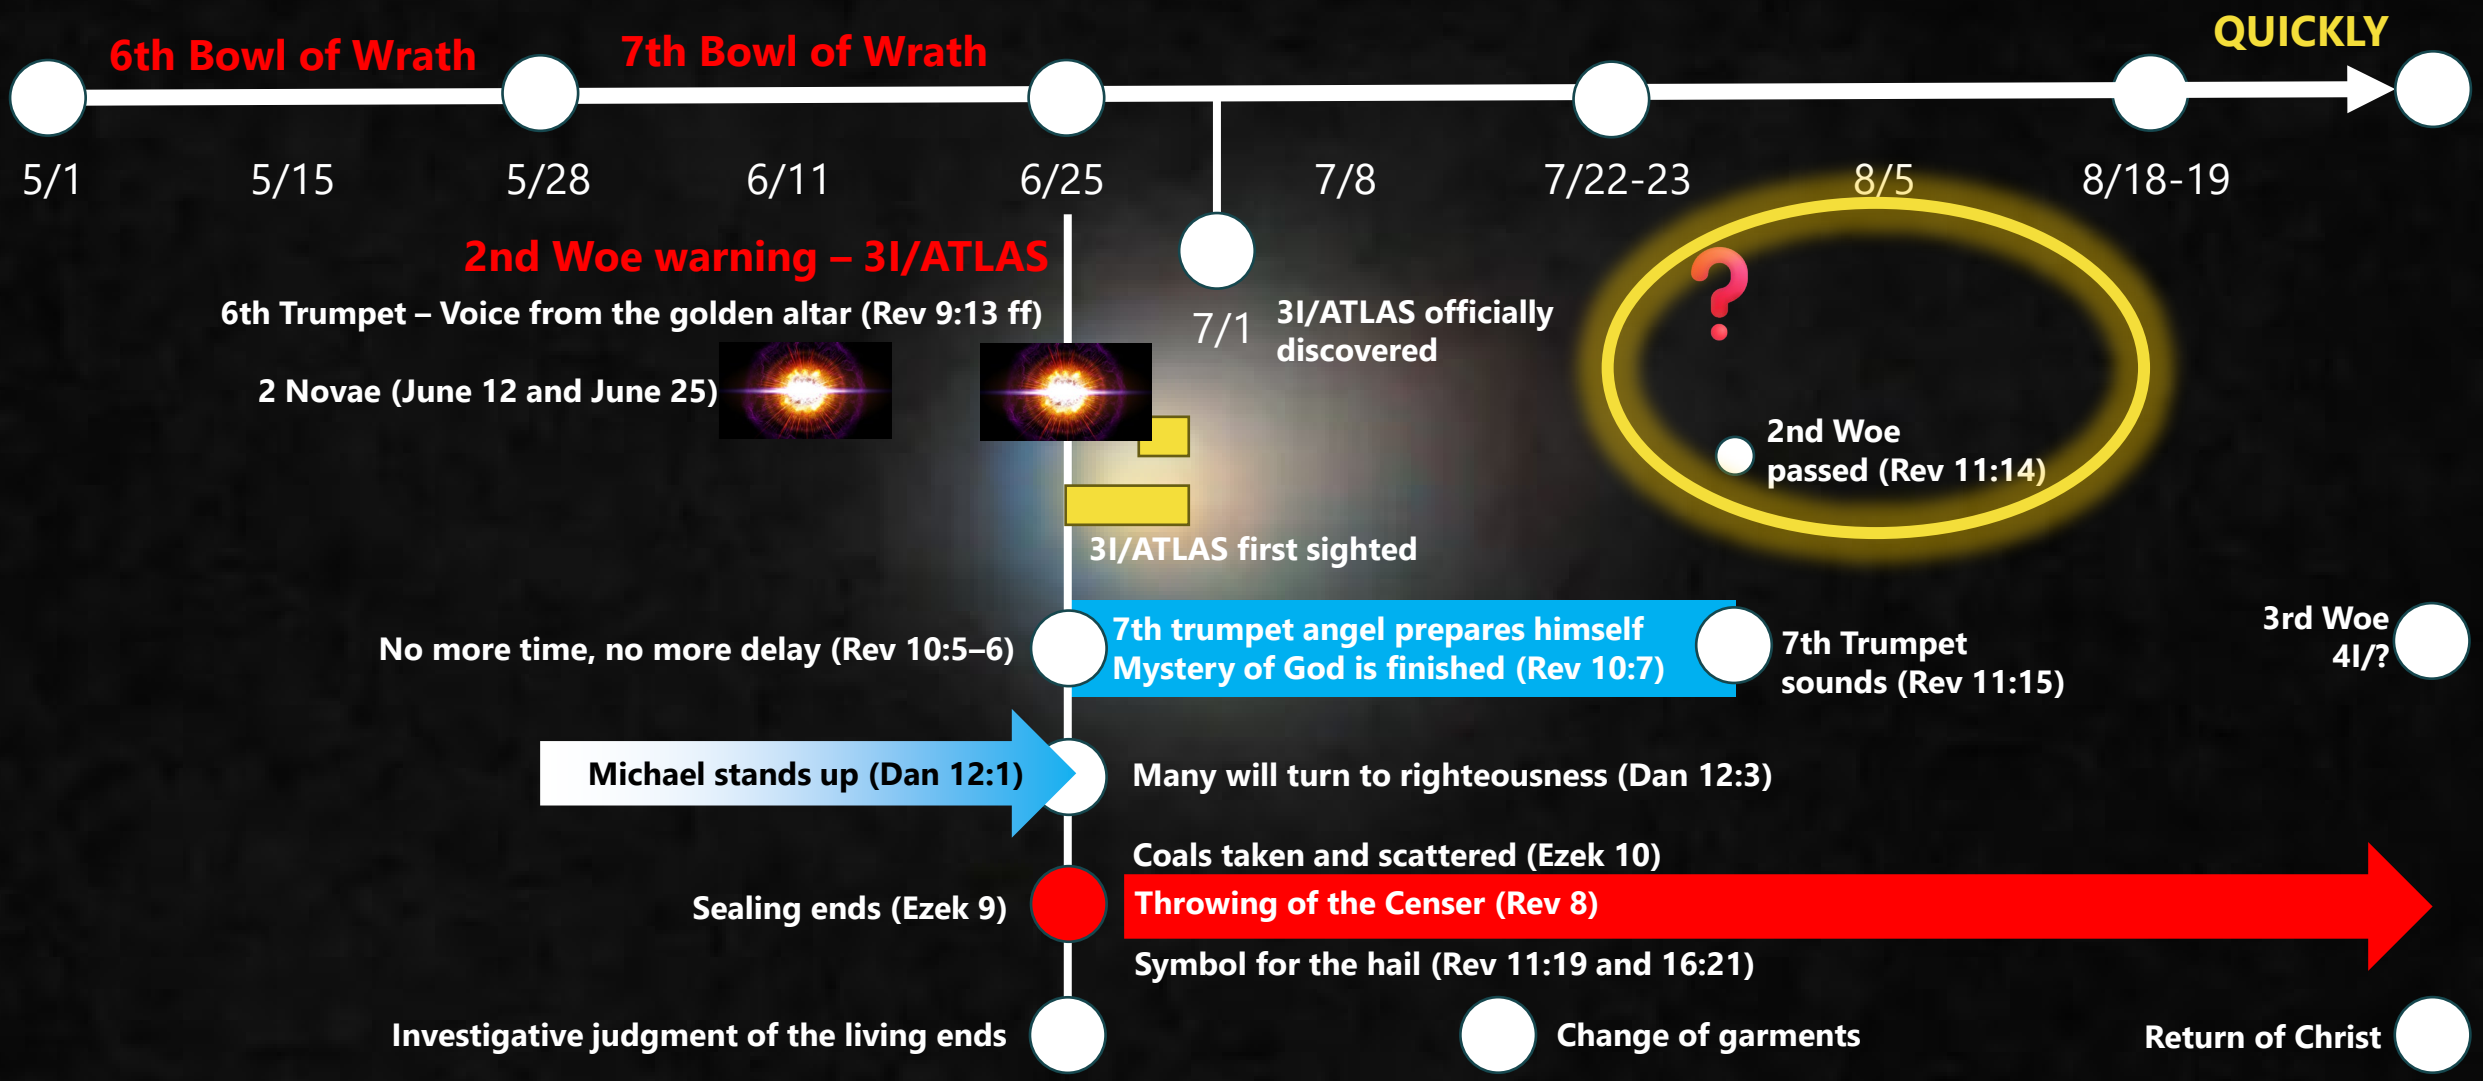 QUICKLY
6th Bowl of Wrath
7th Bowl of Wrath
5/1
5/15
5/28
6/11
6/25
7/8
7/22-23
8/5
8/18-19
2nd Woe warning – 3I/ATLAS
6th Trumpet – Voice from the golden altar (Rev 9:13 ff)
2 Novae (June 12 and June 25)
7/1
3I/ATLAS officially
discovered
❓
2nd Woe
passed (Rev 11:14)
3I/ATLAS first sighted
No more time, no more delay (Rev 10:5–6)
7th trumpet angel prepares himself
Mystery of God is finished (Rev 10:7)
7th Trumpet
sounds (Rev 11:15)
3rd Woe
4I/?
Michael stands up (Dan 12:1)
Many will turn to righteousness (Dan 12:3)
Coals taken and scattered (Ezek 10)
Sealing ends (Ezek 9)
Throwing of the Censer (Rev 8)
Symbol for the hail (Rev 11:19 and 16:21)
Investigative judgment of the living ends
Change of garments
Return of Christ